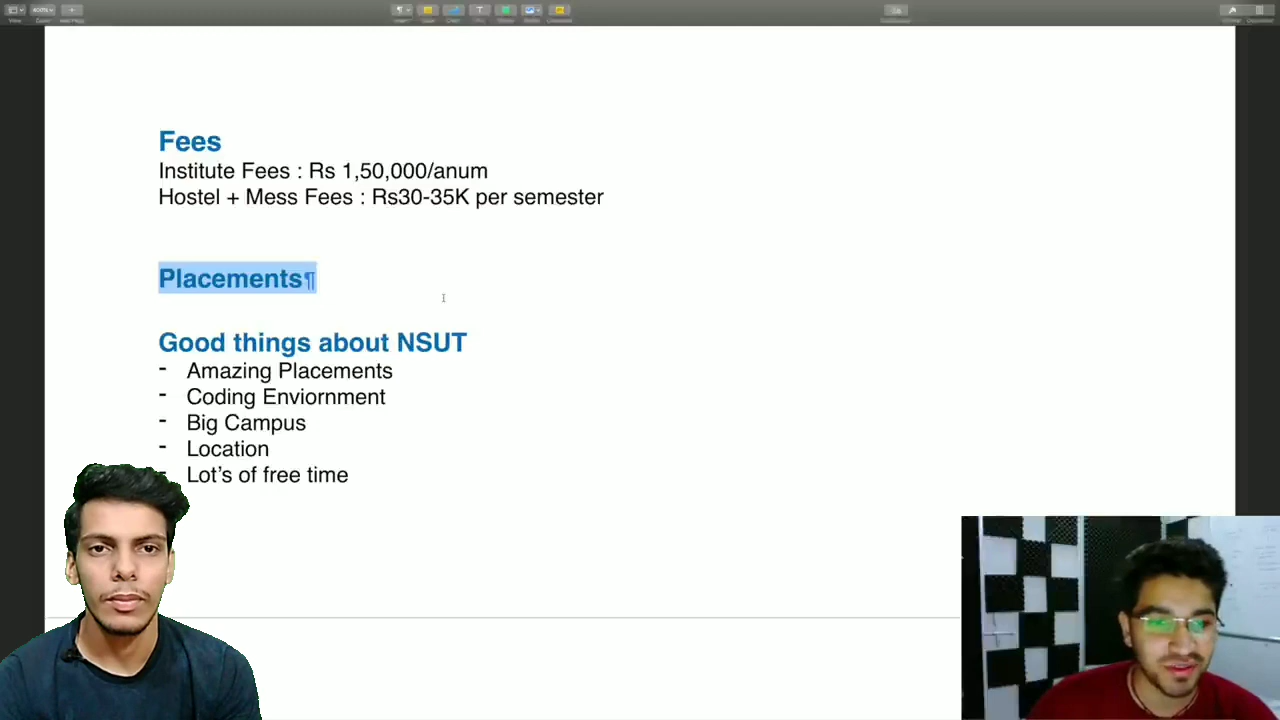 400%
Fees
Institute Fees : Rs 1,50,000/anum
Hostel + Mess Fees : Rs30-35K per semester
Placements¶
Good things about NSUT
- Amazing Placements
- Coding Enviornment
- Big Campus
- Location
- Lot’s of free time